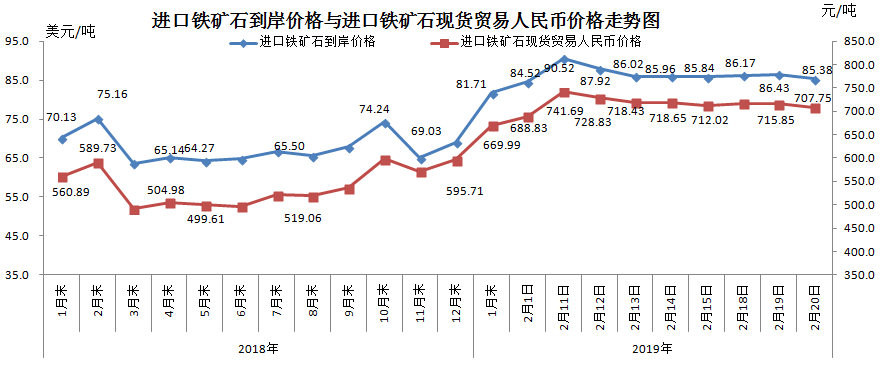 进口铁矿石到岸价格与进口铁矿石现货贸易人民币价格走势图
美元/吨
元/吨
进口铁矿石到岸价格
进口铁矿石现货贸易人民币价格
95.0
85.0
75.0
65.0
55.0
45.0
35.0
850.0
800.0
750.0
700.0
650.0
600.0
550.0
500.0
450.0
400.0
350.0
70.13
75.16
65.14
64.27
65.50
74.24
69.03
81.71
84.52
90.52
87.92
86.02
85.96
85.84
86.17
86.43
85.38
560.89
589.73
504.98
499.61
519.06
595.71
669.99
688.83
741.69
728.83
718.43
718.65
712.02
715.85
707.75
1月末
2月末
3月末
4月末
5月末
6月末
7月末
8月末
9月末
10月末
11月末
12月末
1月末
2月1日
2月11日
2月12日
2月13日
2月14日
2月15日
2月18日
2月19日
2月20日
2018年
2019年